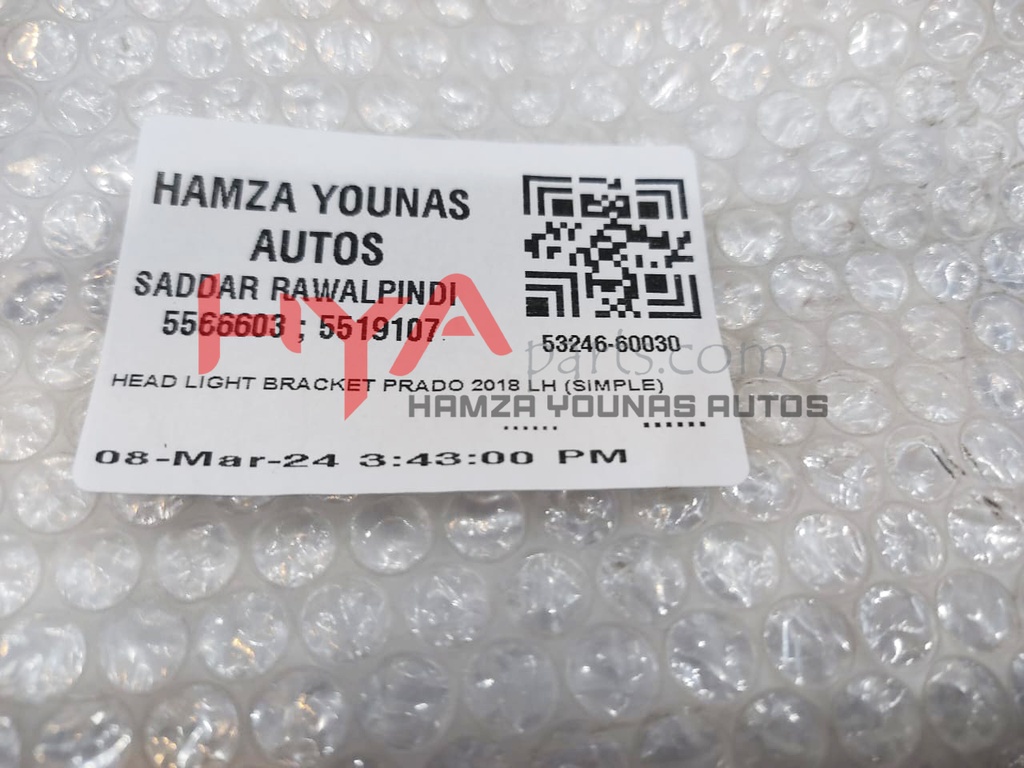 HAMZA YOUNAS
AUTOS
SADDAR RAWALPINDI
5566603 ; 5519107
53246-60030
HEAD LIGHT BRACKET PRADO 2018 LH (SIMPLE)
08-Mar-24 3:43:00 PM
HYA parts.com
HAMZA YOUNAS AUTOS